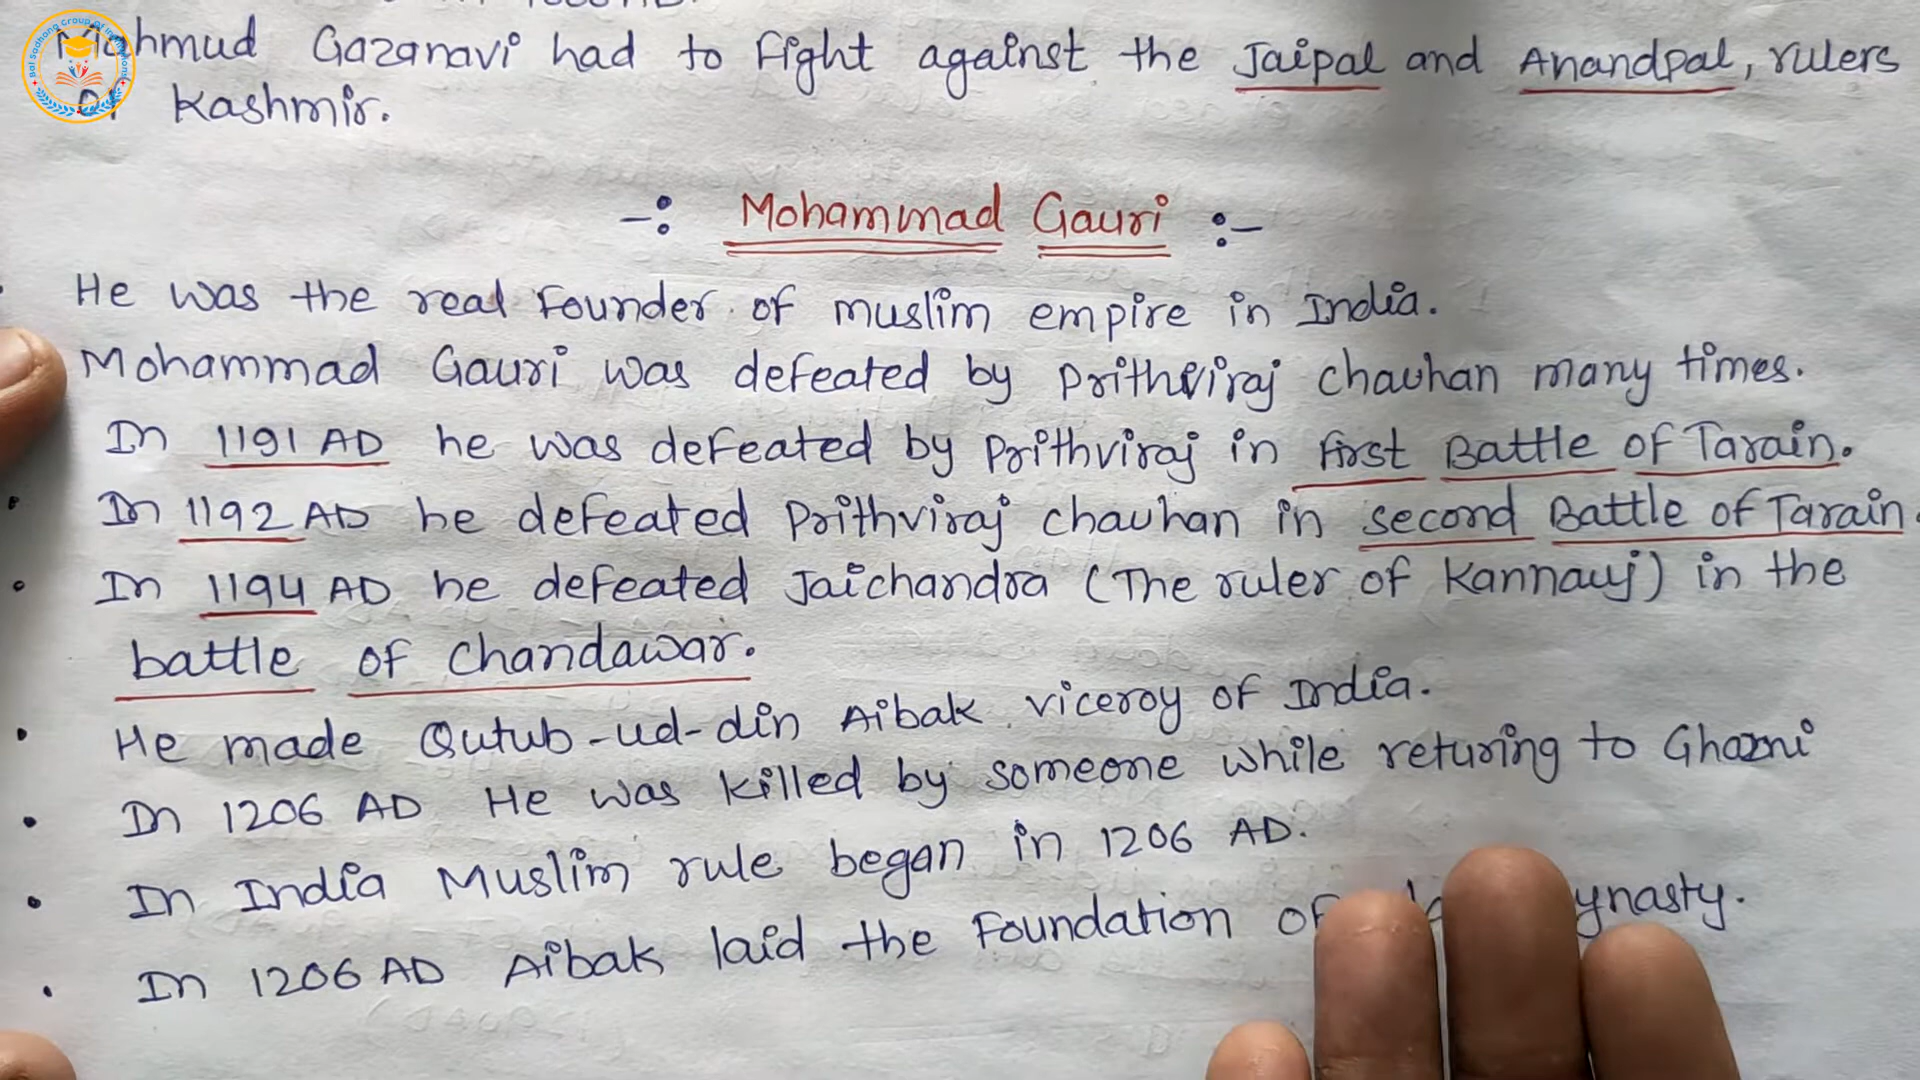 Mahmud Gazanavi had to Fight against the Jaipal and Anandpal, rulers
of Kashmir.
-: Mohammad Gauri :-
He was the real Founder of muslim empire in India.
Mohammad Gauri was defeated by Prithviraj chauhan many times.
In 1191 AD he was defeated by Prithviraj in First Battle of Tarain.
• In 1192 AD he defeated Prithviraj chauhan in second Battle of Tarain.
• In 1194 AD he defeated Jaichandra (The ruler of Kannauj) in the
battle of Chandawar.
• He made Qutub-ud-din Aibak viceroy of India.
• In 1206 AD He was killed by someone while returing to Ghazni
• In India Muslim rule began in 1206 AD.
• In 1206 AD Aibak laid the Foundation of ynasty.